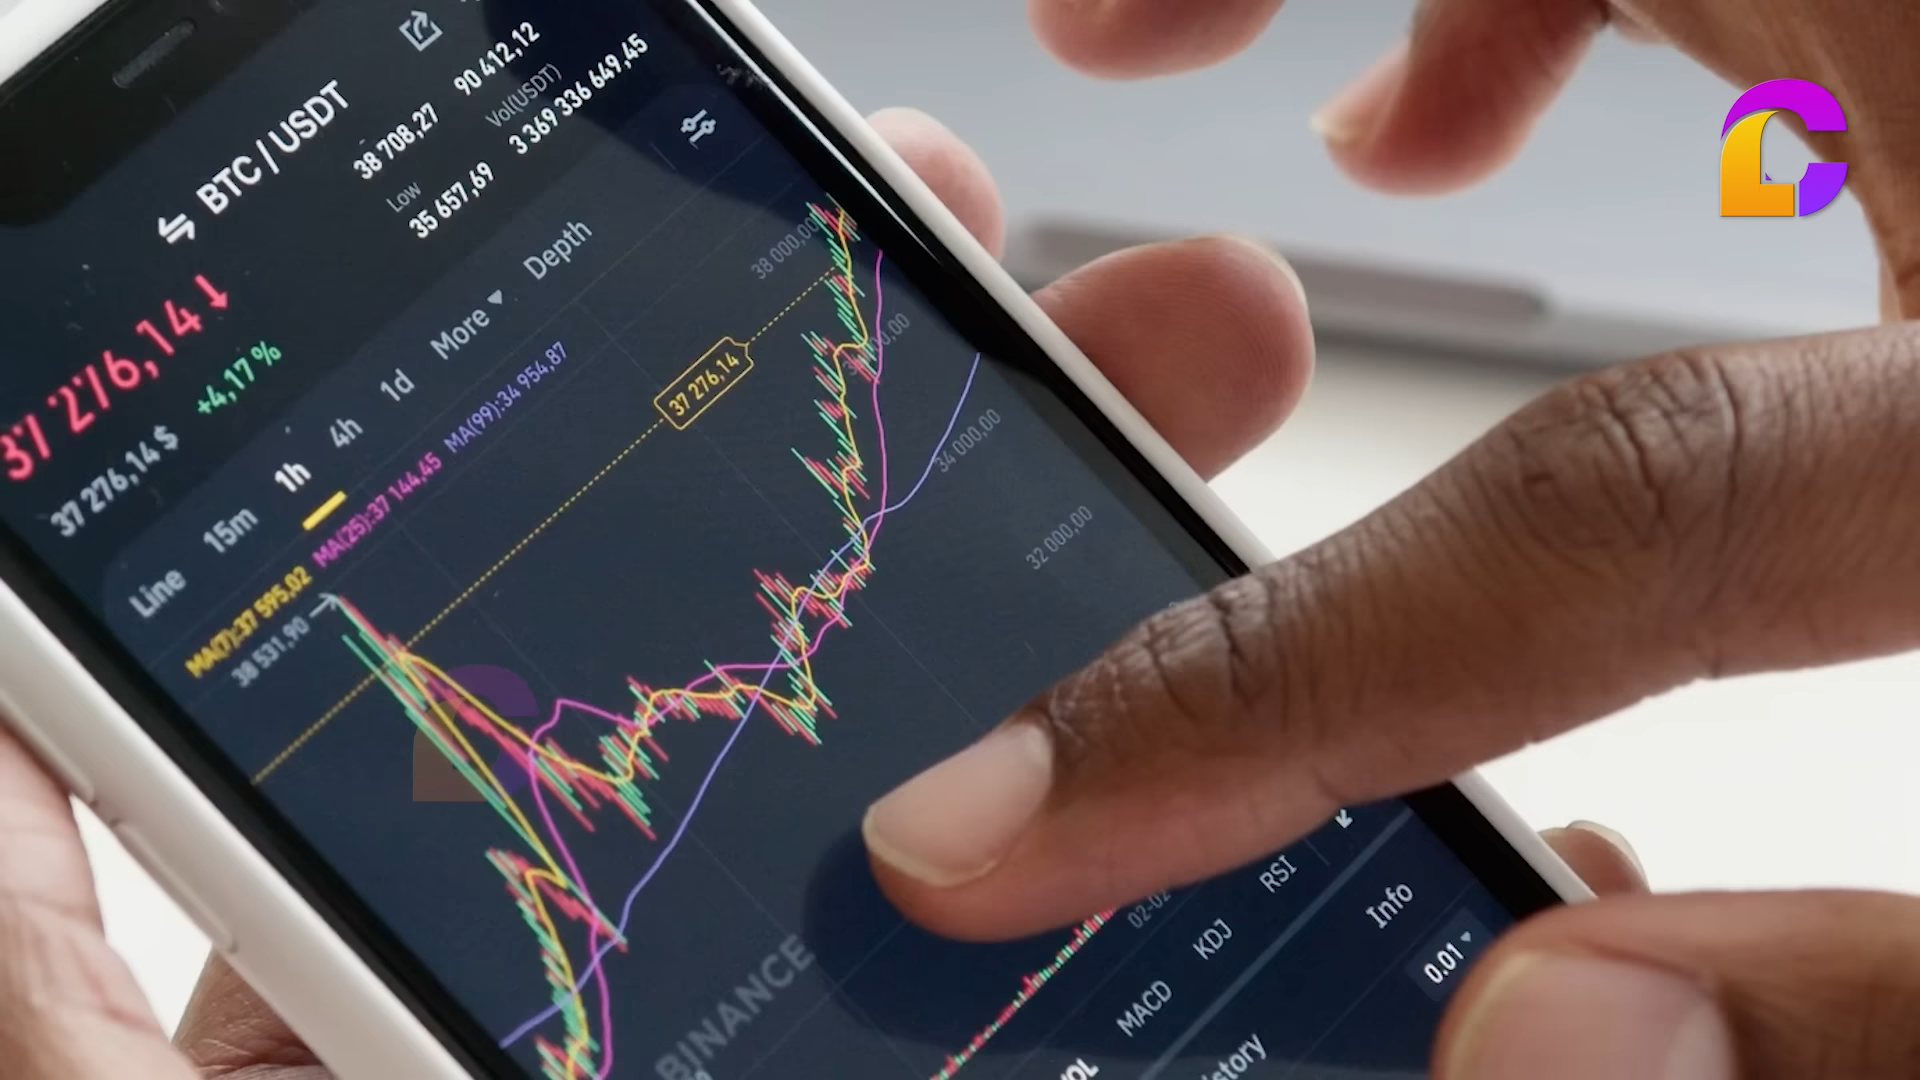 BTC / USDT
37 276,14↓
37 276,14 $
+4,17 %
38 708,27
90 412,12
Low
Vol(USDT)
35 657,69
3 369 336 649,45
Line 15m 1h 4h 1d More▼ Depth
MA(7):37 595,02 MA(25):37 144,45 MA(99):34 954,87
38 531,90
37 276,14
38 000,00
34 000,00
32 000,00
BINANCE
02-02
MACD KDJ RSI
Info
0.01